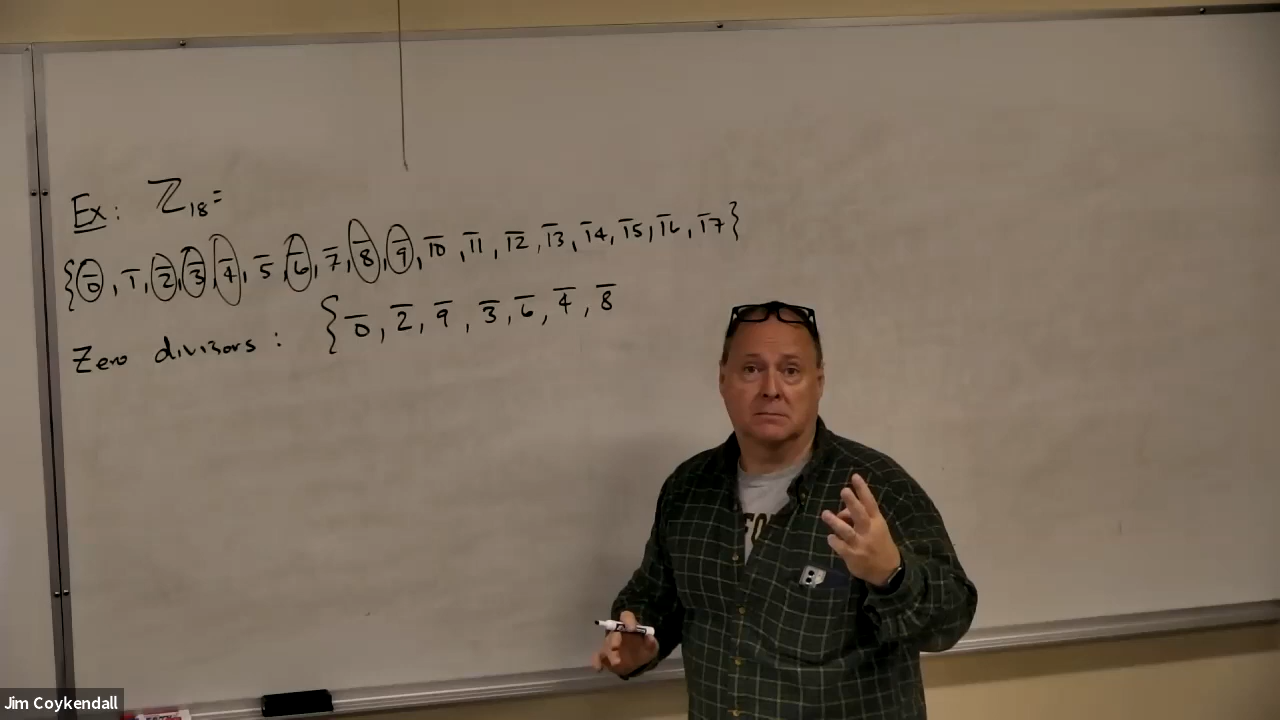 Ex: ℤ₁₈=
{0̅, 1̅, 2̅, 3̅, 4̅, 5̅, 6̅, 7̅, 8̅, 9̅, 1̅0̅, 1̅1̅, 1̅2̅, 1̅3̅, 1̅4̅, 1̅5̅, 1̅6̅, 1̅7̅}
Zero divisors : {0̅, 2̅, 9̅, 3̅, 6̅, 4̅, 8̅
Jim Coykendall